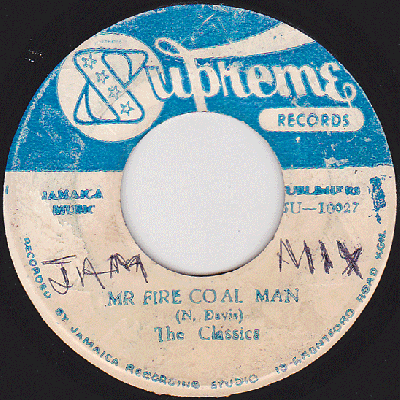 Supreme
RECORDS
JAMAICA
MUSIC
PUBLISHERS
SU—10027
JAM MIX
MR FIRE COAL MAN
(N. Davis)
The Classics
RECORDED BY JAMAICA RECORDING STUDIO 13 BRENTFORD ROAD KGN.